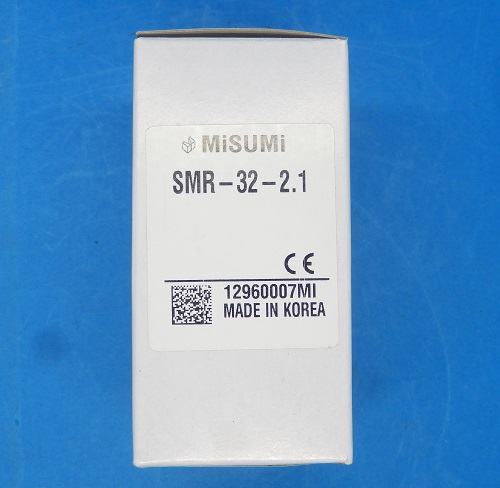 MiSUMi
SMR-32-2.1
CE
12960007MI
MADE IN KOREA